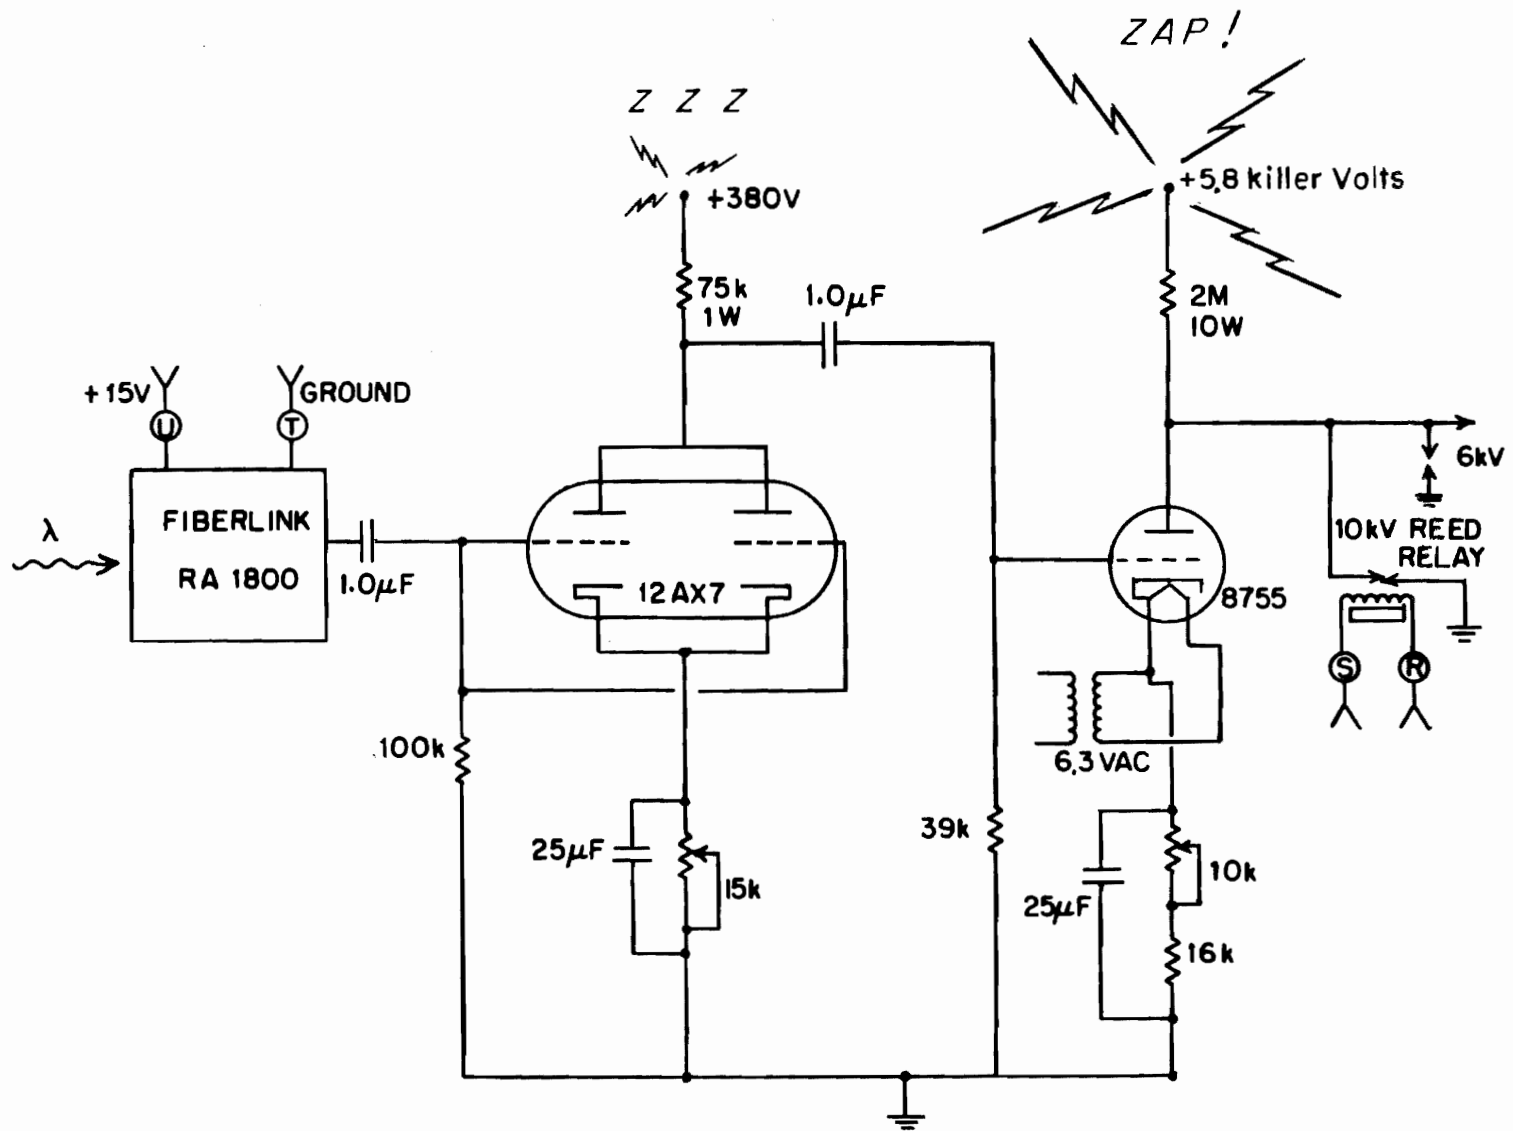 ZAP!
Z Z Z
+5.8 killer Volts
+380V
75k
1W
1.0μF
2M
10W
+15V
GROUND
U
T
6kV
λ
FIBERLINK
RA 1800
1.0μF
12AX7
8755
10kV REED
RELAY
S
R
6.3 VAC
100k
39k
25μF
15k
10k
25μF
16k